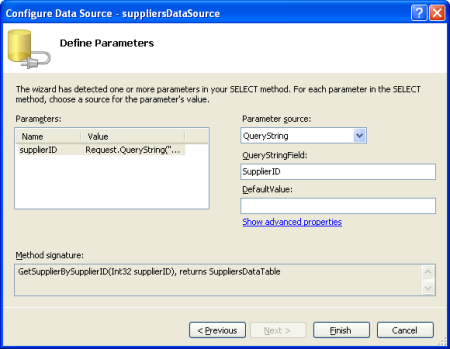 Configure Data Source - suppliersDataSource
Define Parameters
The wizard has detected one or more parameters in your SELECT method. For each parameter in the SELECT
method, choose a source for the parameter's value.
Parameters:
Name Value
supplierID Request.QueryString("...
Parameter source:
QueryString
QueryStringField:
SupplierID
DefaultValue:
Show advanced properties
Method signature:
GetSupplierBySupplierID(Int32 supplierID), returns SuppliersDataTable
< Previous Next > Finish Cancel